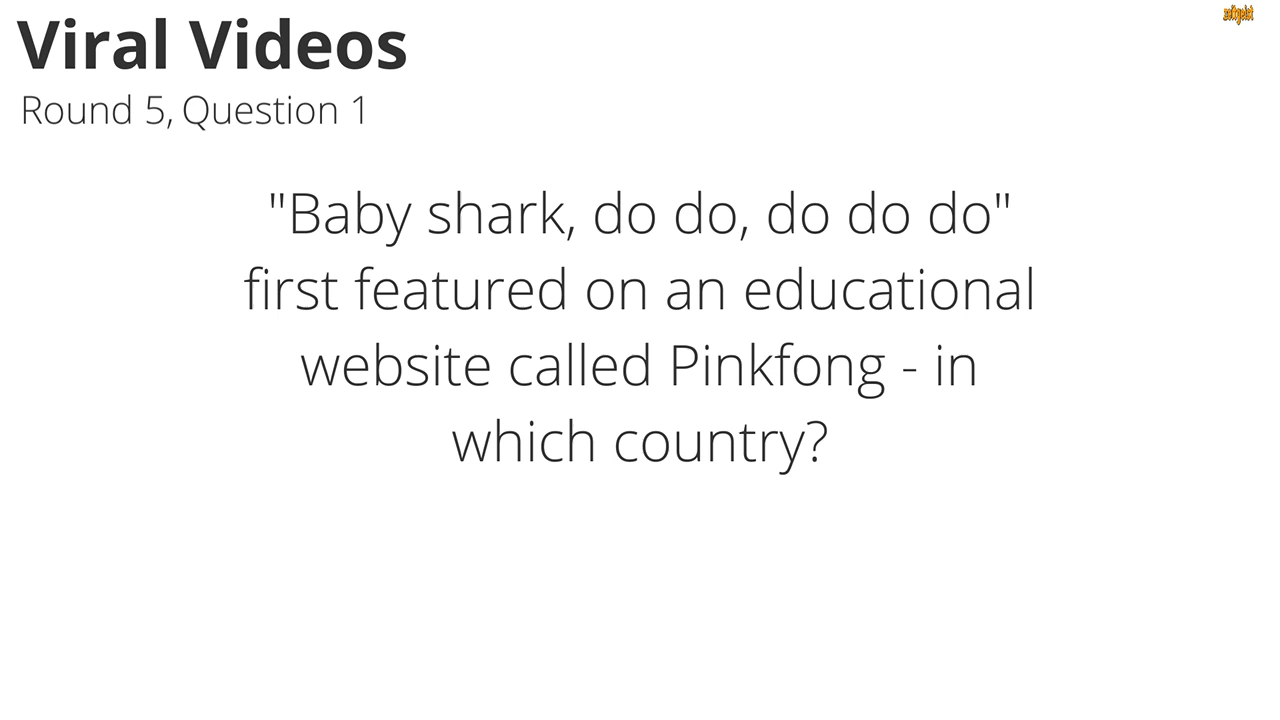 zeitgeist
Viral Videos
Round 5, Question 1
"Baby shark, do do, do do do"
first featured on an educational
website called Pinkfong - in
which country?